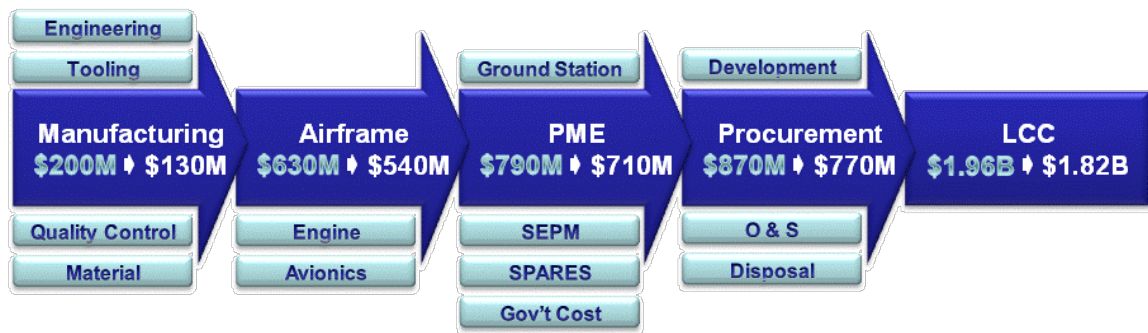 Engineering
Tooling
Manufacturing
$200M ➧ $130M
Quality Control
Material
Airframe
$630M ➧ $540M
Engine
Avionics
Ground Station
PME
$790M ➧ $710M
SEPM
SPARES
Gov't Cost
Development
Procurement
$870M ➧ $770M
O & S
Disposal
LCC
$1.96B ➧ $1.82B